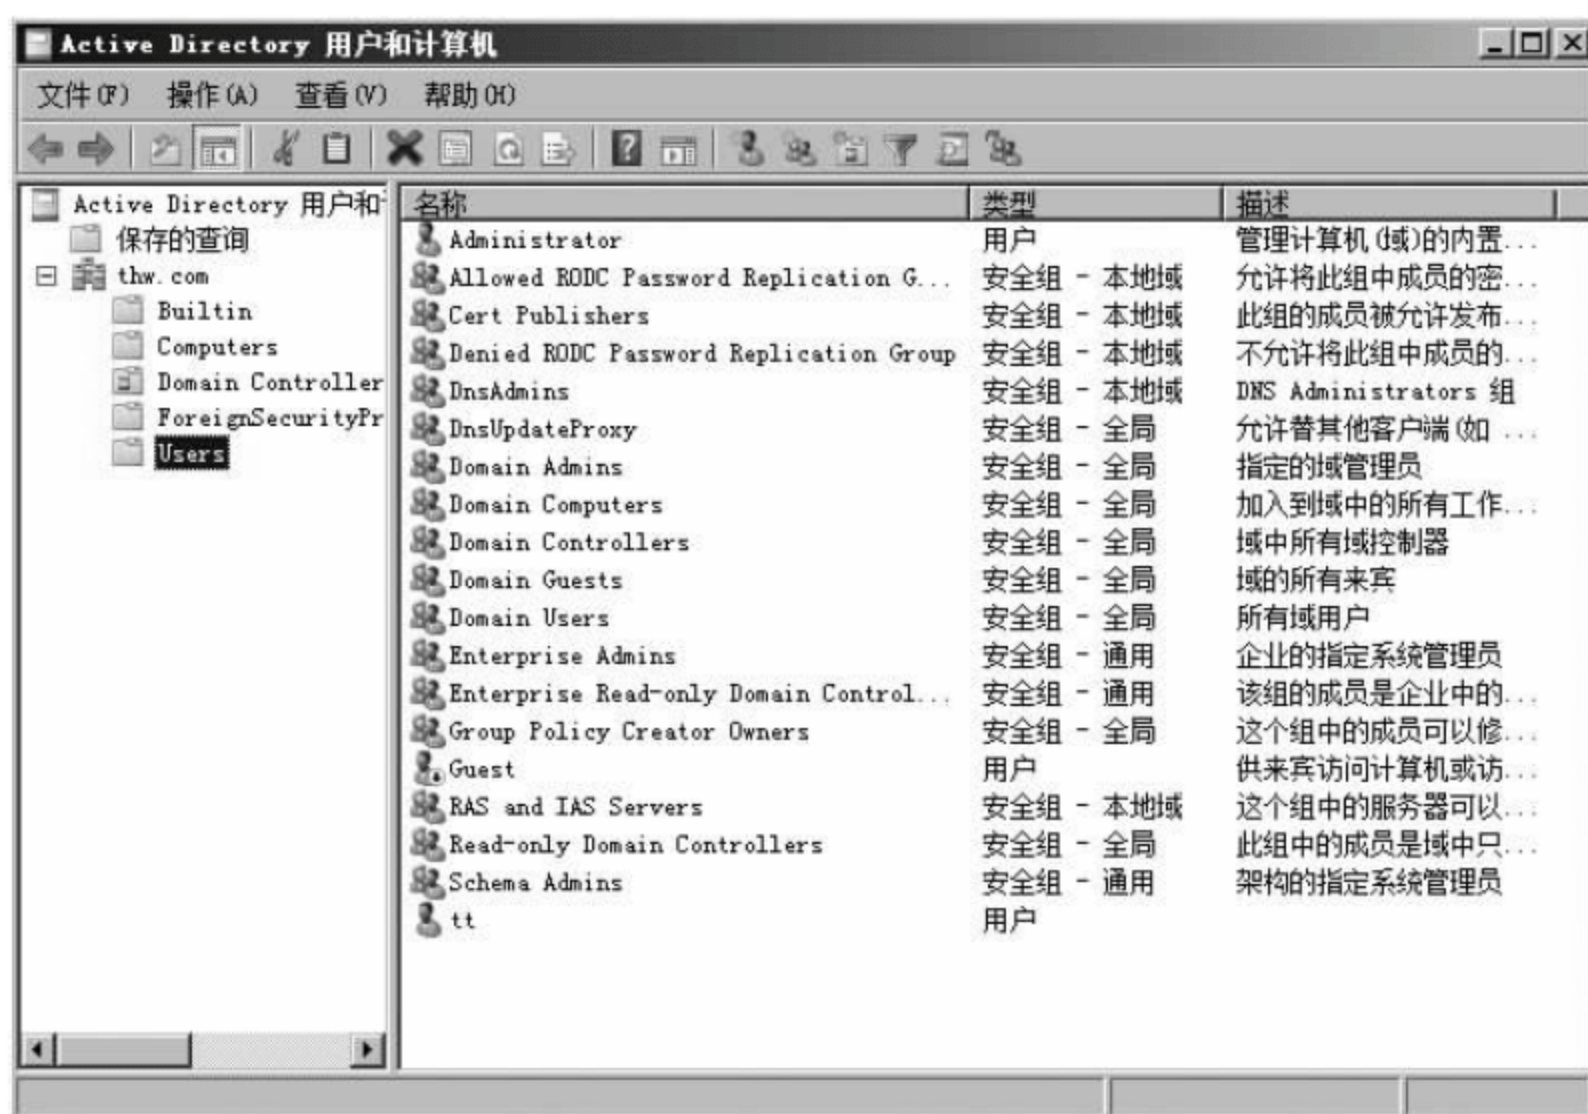 Active Directory 用户和计算机
文件(F) 操作(A) 查看(V) 帮助(H)
Active Directory 用户和
保存的查询
thw.com
Builtin
Computers
Domain Controller
ForeignSecurityPr
Users
名称 类型 描述
Administrator 用户 管理计算机(域)的内置...
Allowed RODC Password Replication G... 安全组 - 本地域 允许将此组中成员的密...
Cert Publishers 安全组 - 本地域 此组的成员被允许发布...
Denied RODC Password Replication Group 安全组 - 本地域 不允许将此组中成员的...
DnsAdmins 安全组 - 本地域 DNS Administrators 组
DnsUpdateProxy 安全组 - 全局 允许替其他客户端(如 ...
Domain Admins 安全组 - 全局 指定的域管理员
Domain Computers 安全组 - 全局 加入到域中的所有工作...
Domain Controllers 安全组 - 全局 域中所有域控制器
Domain Guests 安全组 - 全局 域的所有来宾
Domain Users 安全组 - 全局 所有域用户
Enterprise Admins 安全组 - 通用 企业的指定系统管理员
Enterprise Read-only Domain Control... 安全组 - 通用 该组的成员是企业中的...
Group Policy Creator Owners 安全组 - 全局 这个组中的成员可以修...
Guest 用户 供来宾访问计算机或访...
RAS and IAS Servers 安全组 - 本地域 这个组中的服务器可以...
Read-only Domain Controllers 安全组 - 全局 此组中的成员是域中只...
Schema Admins 安全组 - 通用 架构的指定系统管理员
tt 用户